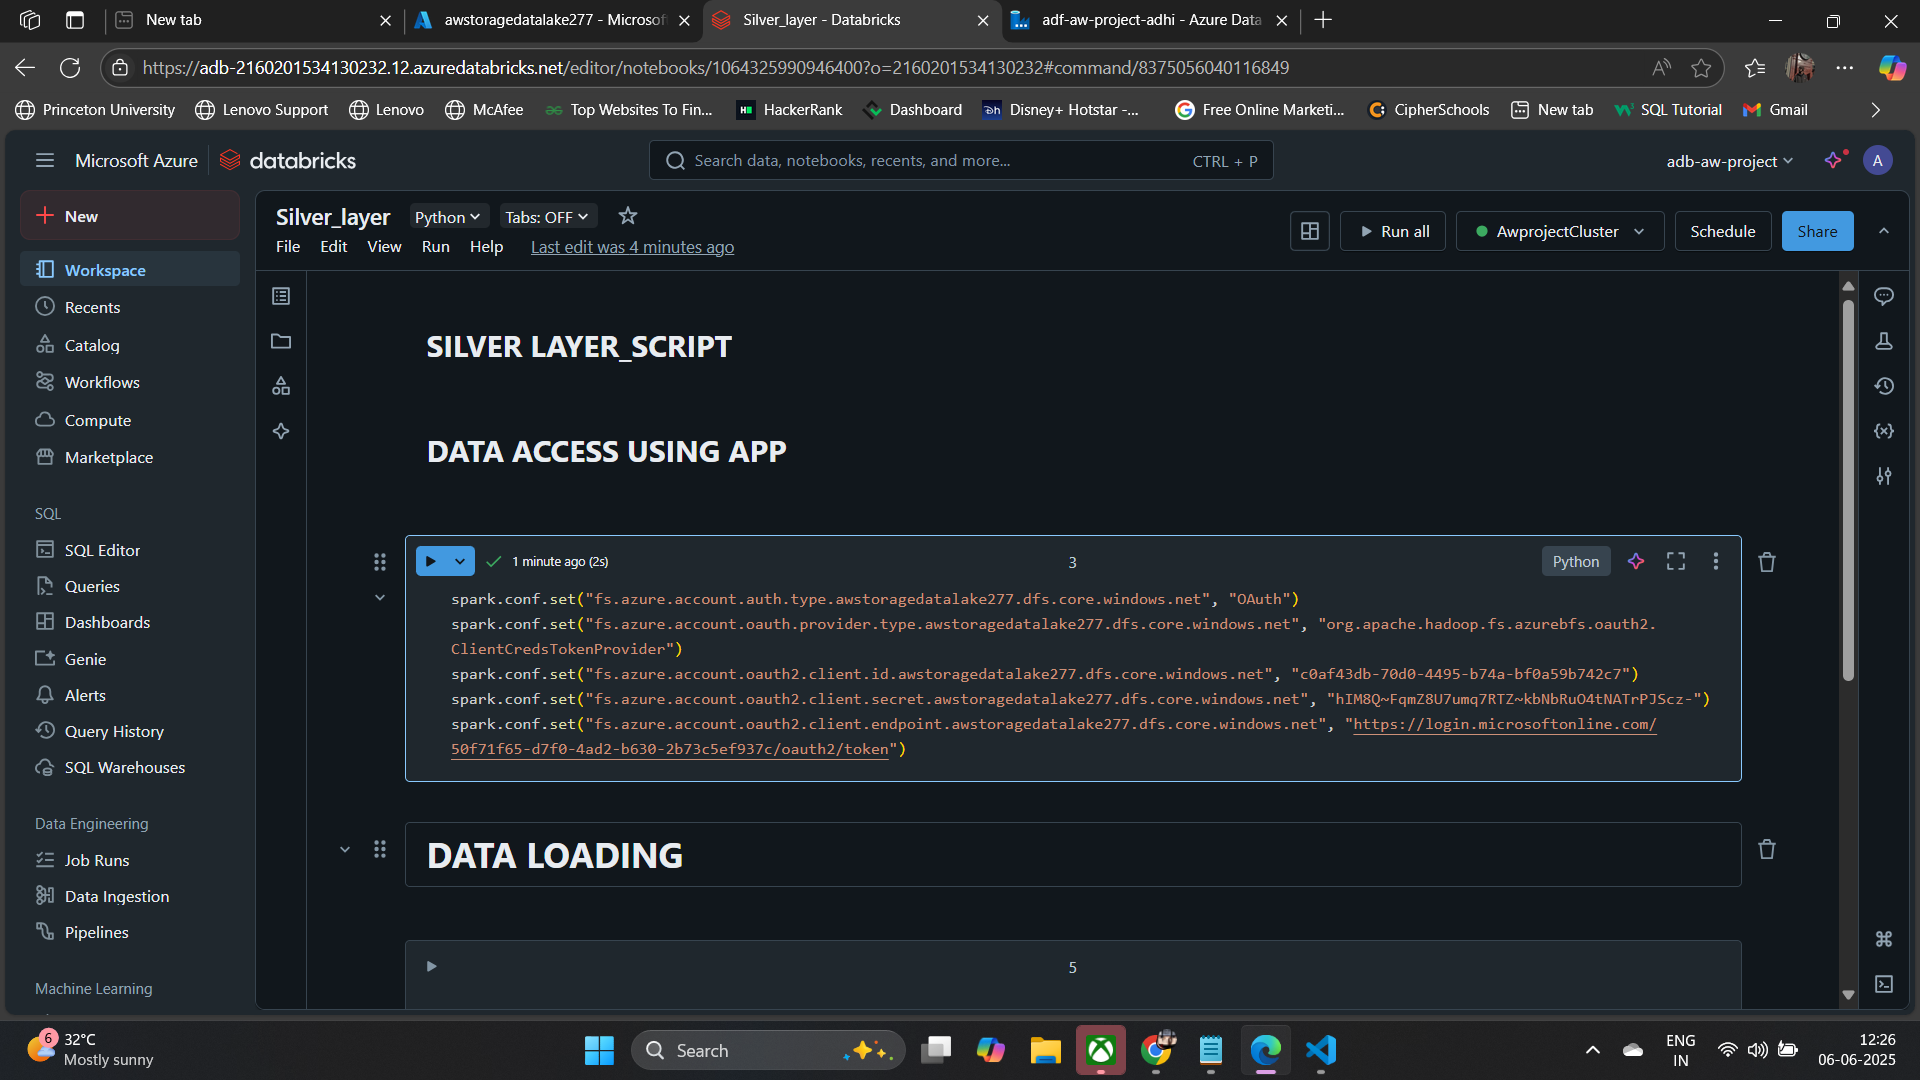 New tab
awstoragedatalake277 - Microsof
Silver_layer - Databricks
adf-aw-project-adhi - Azure Data
https://adb-2160201534130232.12.azuredatabricks.net/editor/notebooks/1064325990946400?o=2160201534130232#command/8375056040116849
Princeton University
Lenovo Support
Lenovo
McAfee
Top Websites To Fin...
HackerRank
Dashboard
Disney+ Hotstar -...
Free Online Marketi...
CipherSchools
New tab
SQL Tutorial
Gmail
Microsoft Azure
databricks
Search data, notebooks, recents, and more...
CTRL + P
adb-aw-project
A
New
Workspace
Recents
Catalog
Workflows
Compute
Marketplace
SQL
SQL Editor
Queries
Dashboards
Genie
Alerts
Query History
SQL Warehouses
Data Engineering
Job Runs
Data Ingestion
Pipelines
Machine Learning
Silver_layer
Python
Tabs: OFF
File
Edit
View
Run
Help
Last edit was 4 minutes ago
Run all
AwprojectCluster
Schedule
Share
SILVER LAYER_SCRIPT
DATA ACCESS USING APP
1 minute ago (2s)
3
Python
spark.conf.set("fs.azure.account.auth.type.awstoragedatalake277.dfs.core.windows.net", "OAuth")
spark.conf.set("fs.azure.account.oauth.provider.type.awstoragedatalake277.dfs.core.windows.net", "org.apache.hadoop.fs.azurebfs.oauth2.
ClientCredsTokenProvider")
spark.conf.set("fs.azure.account.oauth2.client.id.awstoragedatalake277.dfs.core.windows.net", "c0af43db-70d0-4495-b74a-bf0a59b742c7")
spark.conf.set("fs.azure.account.oauth2.client.secret.awstoragedatalake277.dfs.core.windows.net", "hIM8Q~FqmZ8U7umq7RTZ~kbNbRuO4tNATrPJScz-")
spark.conf.set("fs.azure.account.oauth2.client.endpoint.awstoragedatalake277.dfs.core.windows.net", "https://login.microsoftonline.com/
50f71f65-d7f0-4ad2-b630-2b73c5ef937c/oauth2/token")
DATA LOADING
5
6
32°C
Mostly sunny
Search
ENG
IN
12:26
06-06-2025